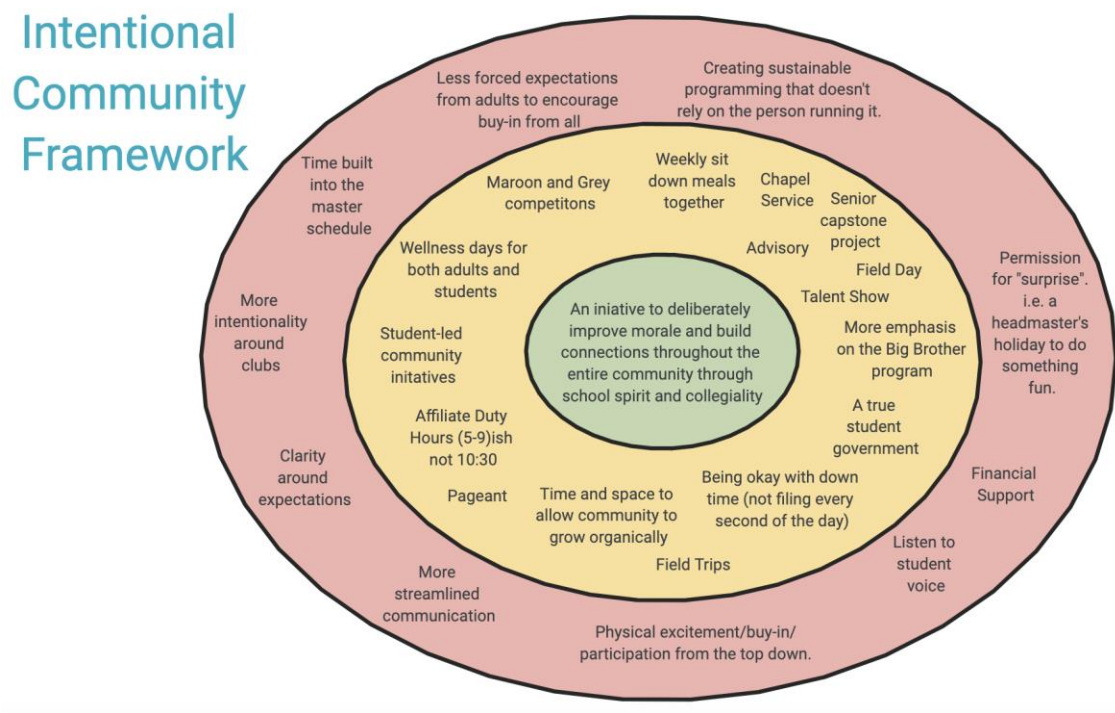 Intentional
Community
Framework
Less forced expectations
from adults to encourage
buy-in from all
Creating sustainable
programming that doesn't
rely on the person running it.
Time built
into the
master
schedule
More
intentionality
around
clubs
Clarity
around
expectations
More
streamlined
communication
Physical excitement/buy-in/
participation from the top down.
Listen to
student
voice
Financial
Support
Permission
for "surprise".
i.e. a
headmaster's
holiday to do
something
fun.
Maroon and Grey
competitons
Weekly sit
down meals
together
Chapel
Service
Senior
capstone
project
Advisory
Field Day
Talent Show
More emphasis
on the Big Brother
program
A true
student
government
Being okay with down
time (not filing every
second of the day)
Field Trips
Time and space to
allow community to
grow organically
Pageant
Affiliate Duty
Hours (5-9)ish
not 10:30
Student-led
community
initatives
Wellness days for
both adults and
students
An iniative to deliberately
improve morale and build
connections throughout the
entire community through
school spirit and collegiality